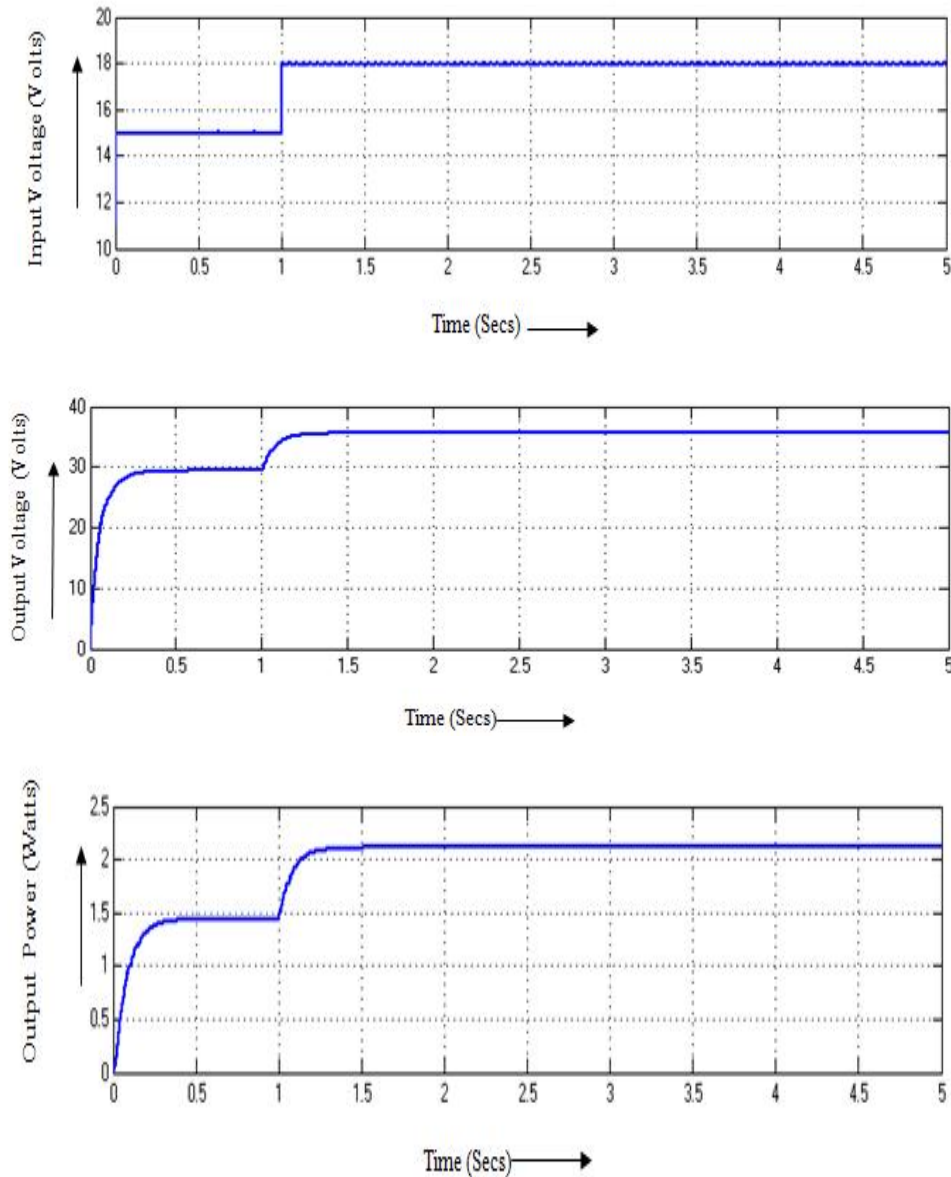 20
18
16
14
12
10
Input Voltage (Volts)
0 0.5 1 1.5 2 2.5 3 3.5 4 4.5 5
Time (Secs)
40
30
20
10
0
Output Voltage (Volts)
0 0.5 1 1.5 2 2.5 3 3.5 4 4.5 5
Time (Secs)
2.5
2
1.5
1
0.5
0
Output Power (Watts)
0 0.5 1 1.5 2 2.5 3 3.5 4 4.5 5
Time (Secs)